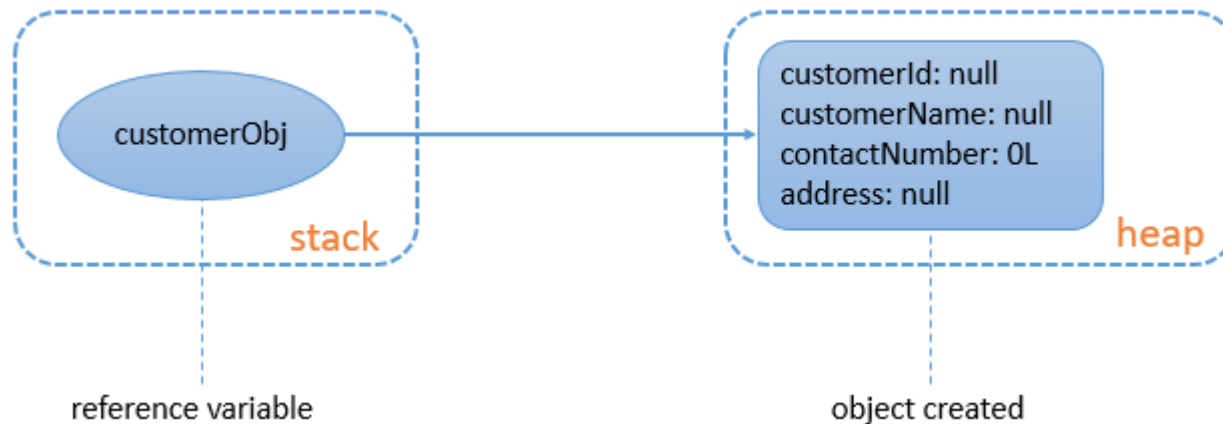 customerObj
stack
reference variable
customerId: null
customerName: null
contactNumber: 0L
address: null
heap
object created